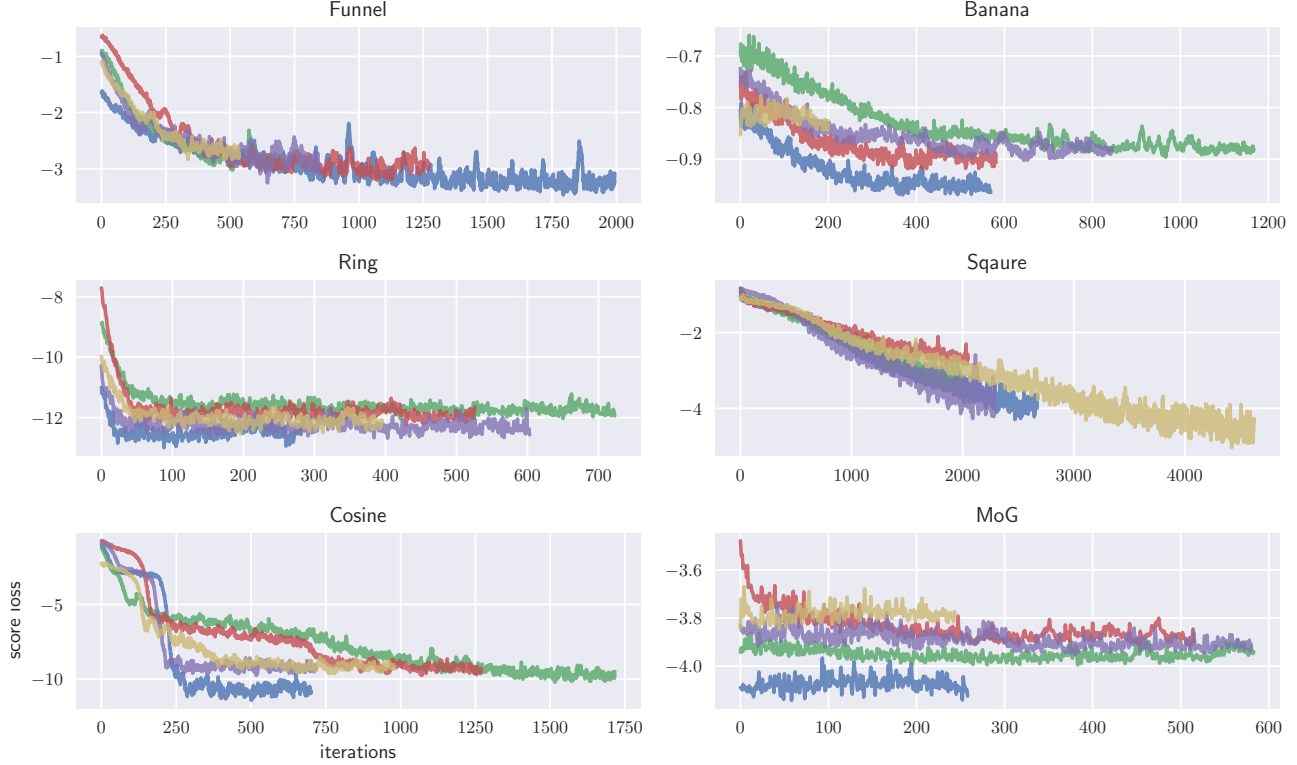 Funnel
−1
−2
−3
0 250 500 750 1000 1250 1500 1750 2000
Banana
−0.7
−0.8
−0.9
0 200 400 600 800 1000 1200
Ring
−8
−10
−12
0 100 200 300 400 500 600 700
Sqaure
−2
−4
0 1000 2000 3000 4000
Cosine
−5
−10
0 250 500 750 1000 1250 1500 1750
score loss
iterations
MoG
−3.6
−3.8
−4.0
0 100 200 300 400 500 600